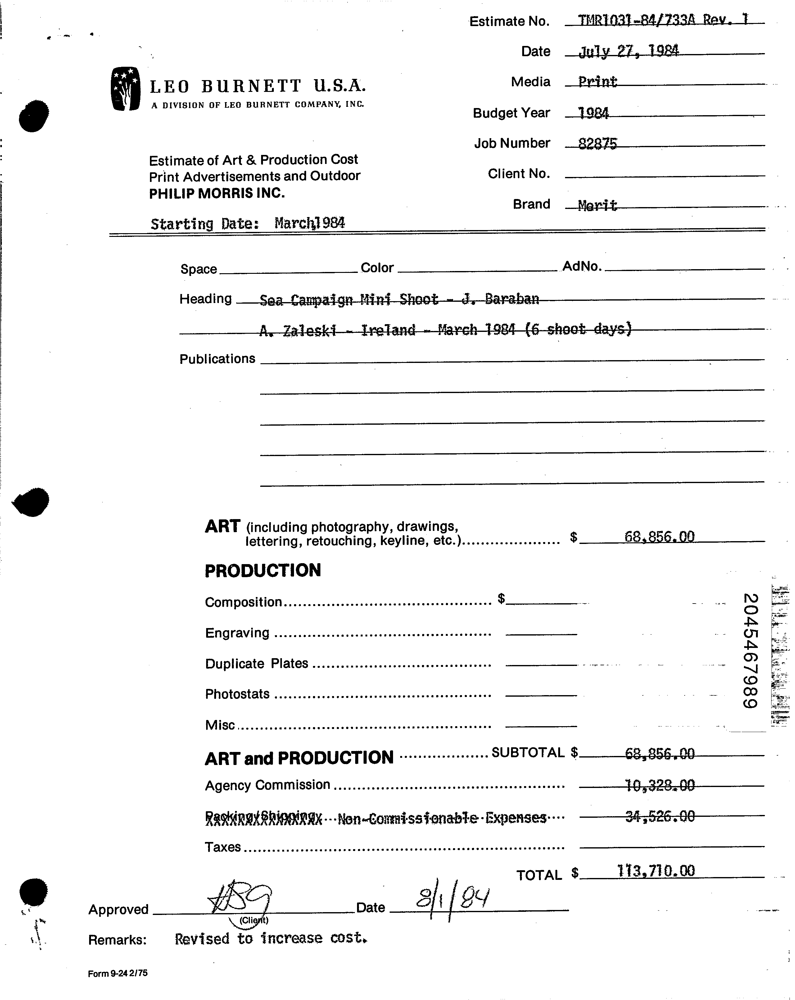 Estimate No. TMR1031-84/733A Rev. 1
Date July 27, 1984
LEO BURNETT U.S.A.
A DIVISION OF LEO BURNETT COMPANY, INC.
Media Print
Budget Year 1984
Job Number 82875
Estimate of Art & Production Cost
Print Advertisements and Outdoor
PHILIP MORRIS INC.
Client No.
Brand Merit
Starting Date: March 1984
Space Color Ad No.
Heading Sea Campaign Mini Shoot - J. Baraban
A. Zaleski - Ireland - March 1984 (6 shoot days)
Publications
ART (including photography, drawings,
lettering, retouching, keyline, etc.)..................... $ 68,856.00
PRODUCTION
Composition........................................... $
Engraving ............................................
Duplicate Plates .....................................
Photostats ............................................
Misc ....................................................
ART and PRODUCTION ................... SUBTOTAL $ 68,856.00
Agency Commission ................................................ 10,328.00
Packing/Shipping Non-Commissionable Expenses 34,526.00
Taxes ..................................................................
TOTAL $ 113,710.00
Approved Date 8/1/84
(Client)
Remarks: Revised to increase cost.
Form 9-24 2/75
2045467989